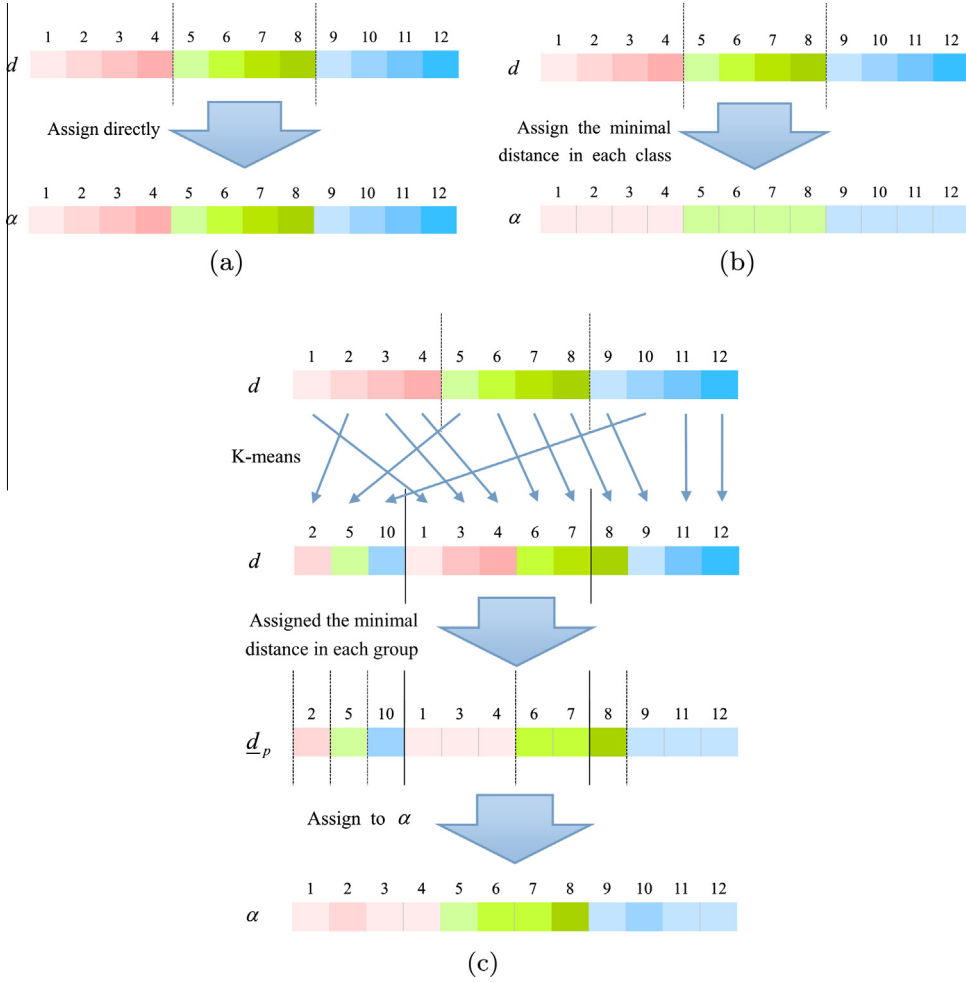 1 2 3 4 5 6 7 8 9 10 11 12
d
Assign directly
1 2 3 4 5 6 7 8 9 10 11 12
α
(a)
1 2 3 4 5 6 7 8 9 10 11 12
d
Assign the minimal
distance in each class
1 2 3 4 5 6 7 8 9 10 11 12
α
(b)
1 2 3 4 5 6 7 8 9 10 11 12
d
K-means
2 5 10 1 3 4 6 7 8 9 11 12
d
Assigned the minimal
distance in each group
2 5 10 1 3 4 6 7 8 9 11 12
d p
Assign to α
1 2 3 4 5 6 7 8 9 10 11 12
α
(c)